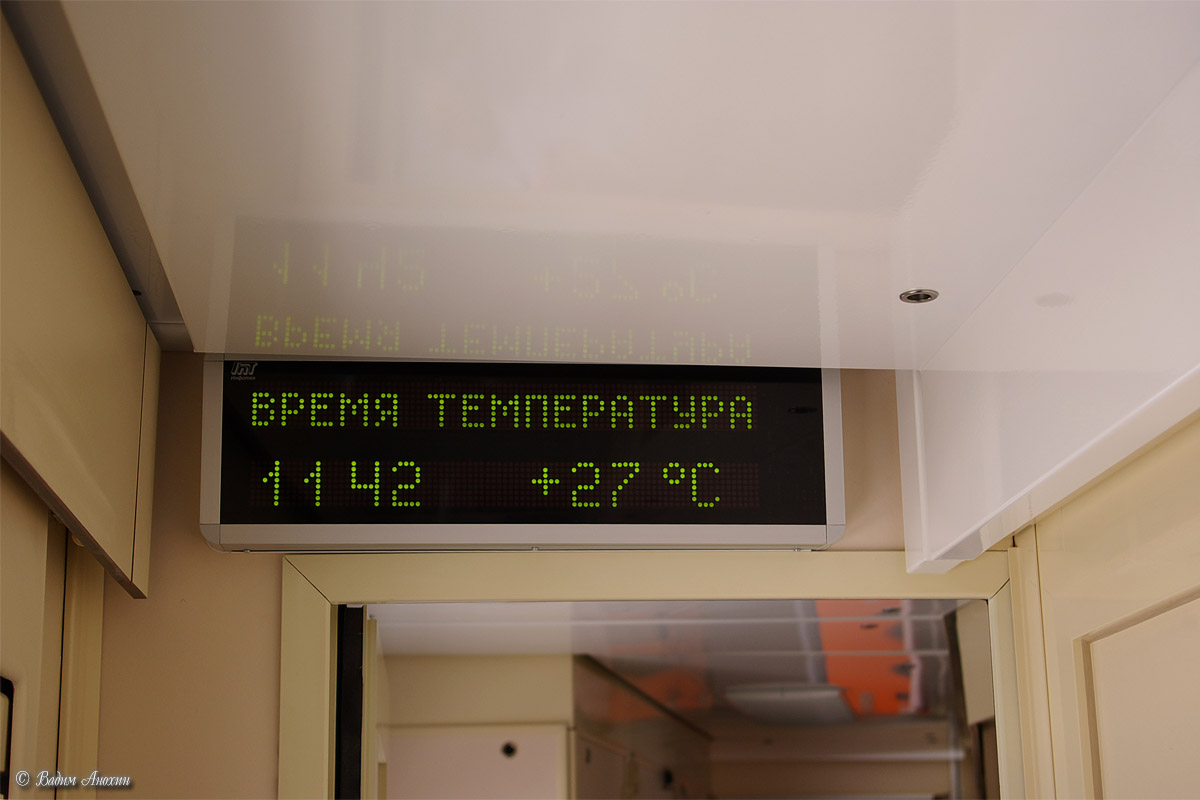 ВРЕМЯ ТЕМПЕРАТУРА
11 42 +27 °C
© Вадим Анохин